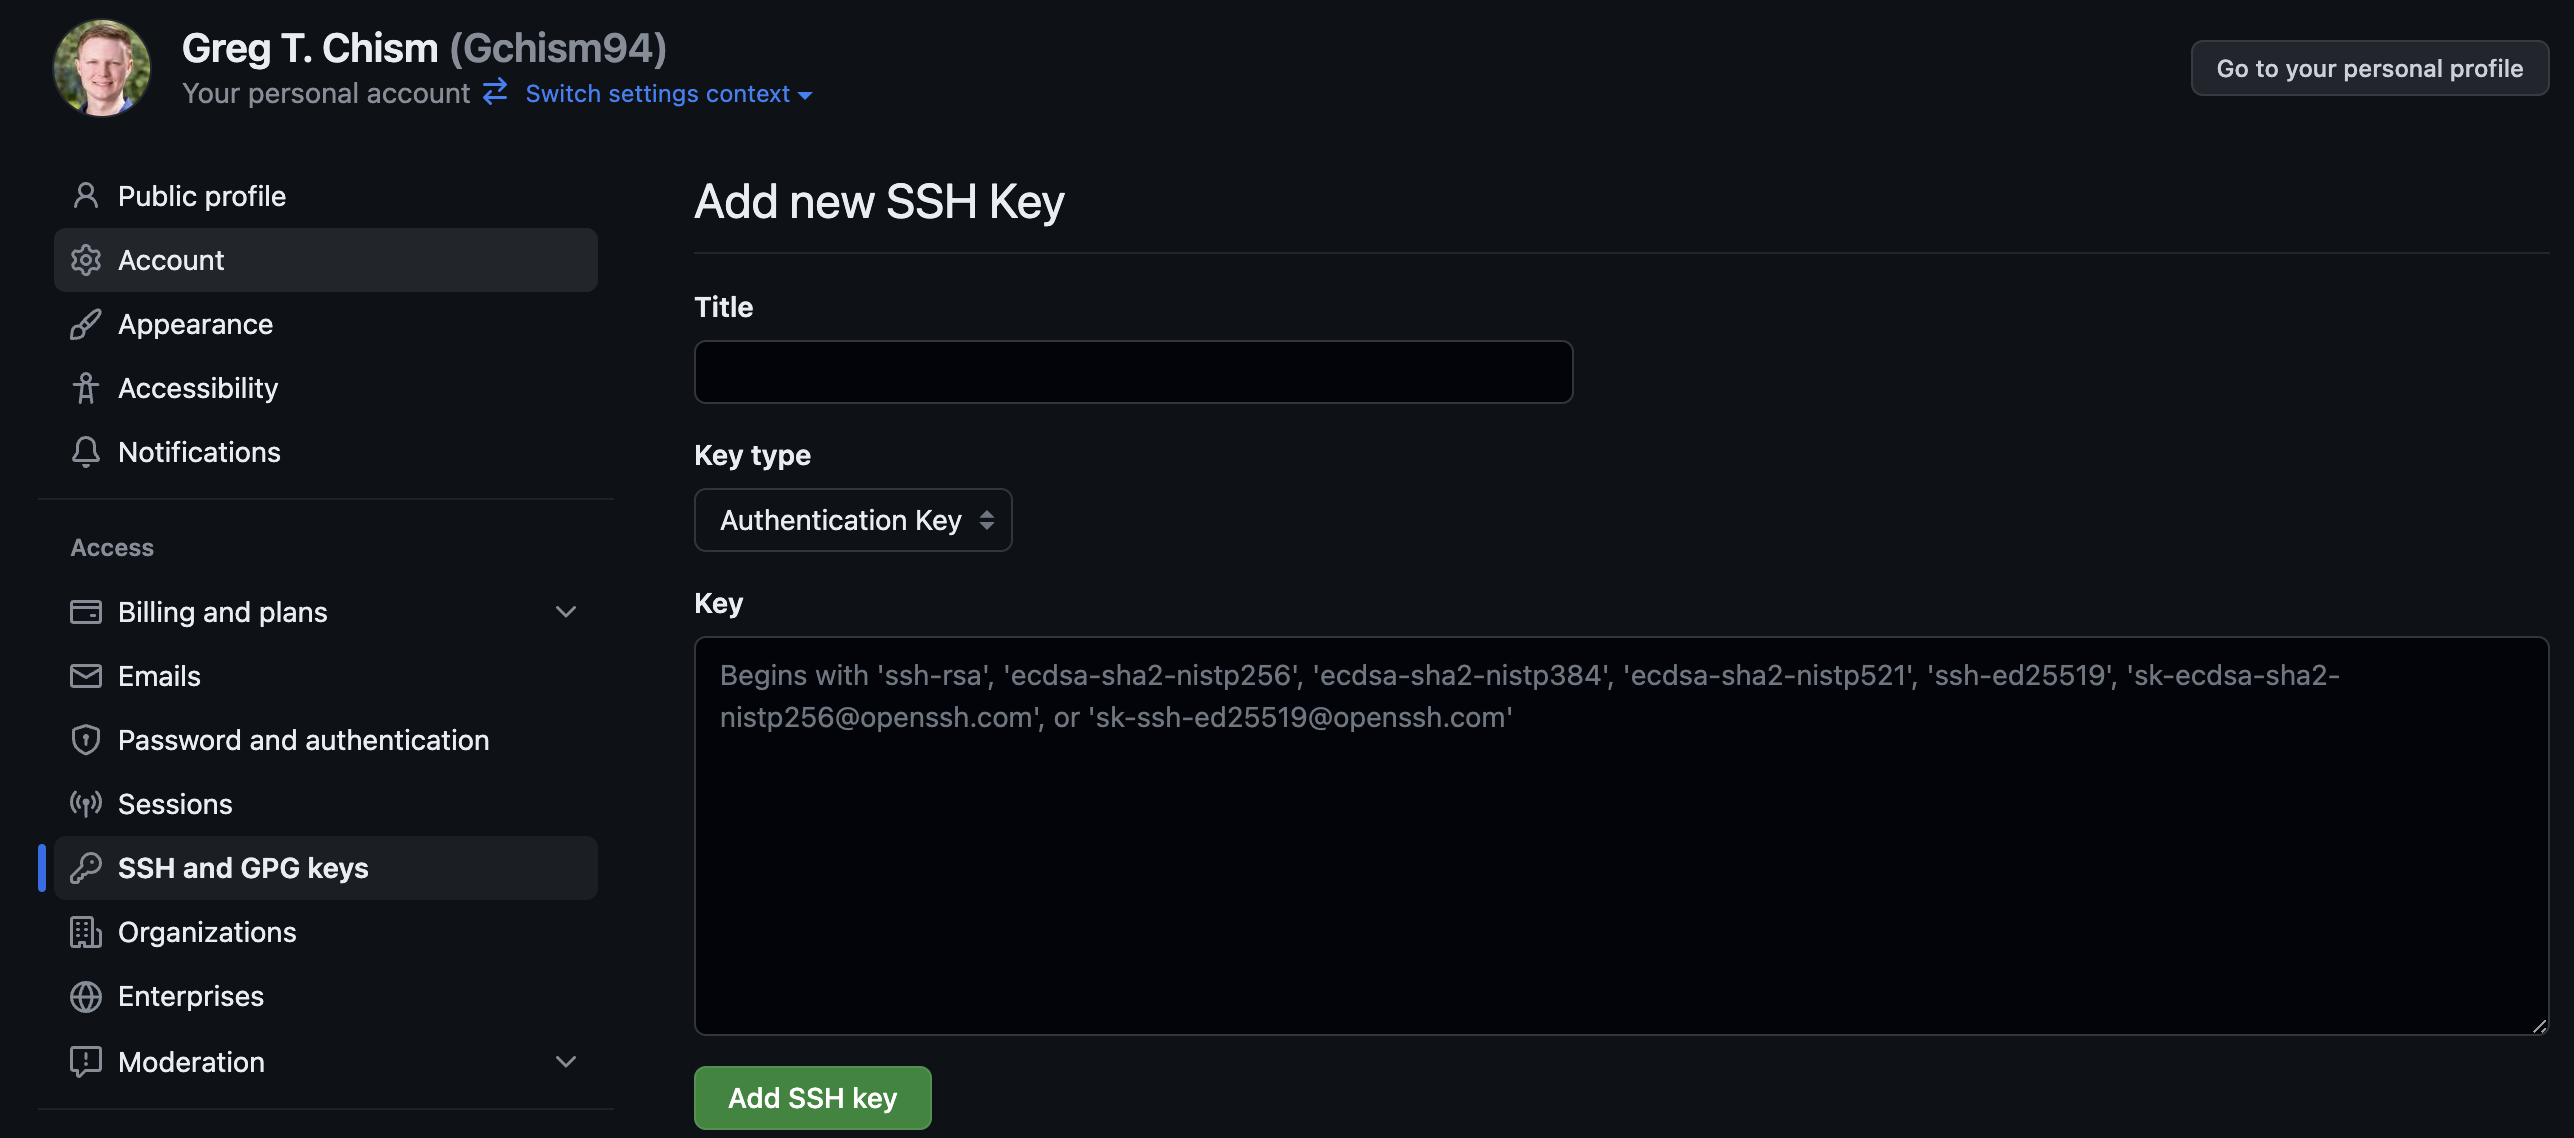 Greg T. Chism (Gchism94)
Your personal account Switch settings context
Go to your personal profile
Public profile
Account
Appearance
Accessibility
Notifications
Access
Billing and plans
Emails
Password and authentication
Sessions
SSH and GPG keys
Organizations
Enterprises
Moderation
Add new SSH Key
Title
Key type
Authentication Key
Key
Begins with 'ssh-rsa', 'ecdsa-sha2-nistp256', 'ecdsa-sha2-nistp384', 'ecdsa-sha2-nistp521', 'ssh-ed25519', 'sk-ecdsa-sha2-
nistp256@openssh.com', or 'sk-ssh-ed25519@openssh.com'
Add SSH key